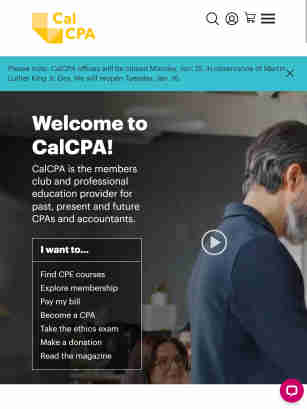 Cal
CPA
Please note: CalCPA offices will be closed Monday, Jan. 15, in observance of Martin
Luther King Jr. Day. We will reopen Tuesday, Jan. 16.
Welcome to
CalCPA!
CalCPA is the members
club and professional
education provider for
past, present and future
CPAs and accountants.
I want to...
Find CPE courses
Explore membership
Pay my bill
Become a CPA
Take the ethics exam
Make a donation
Read the magazine